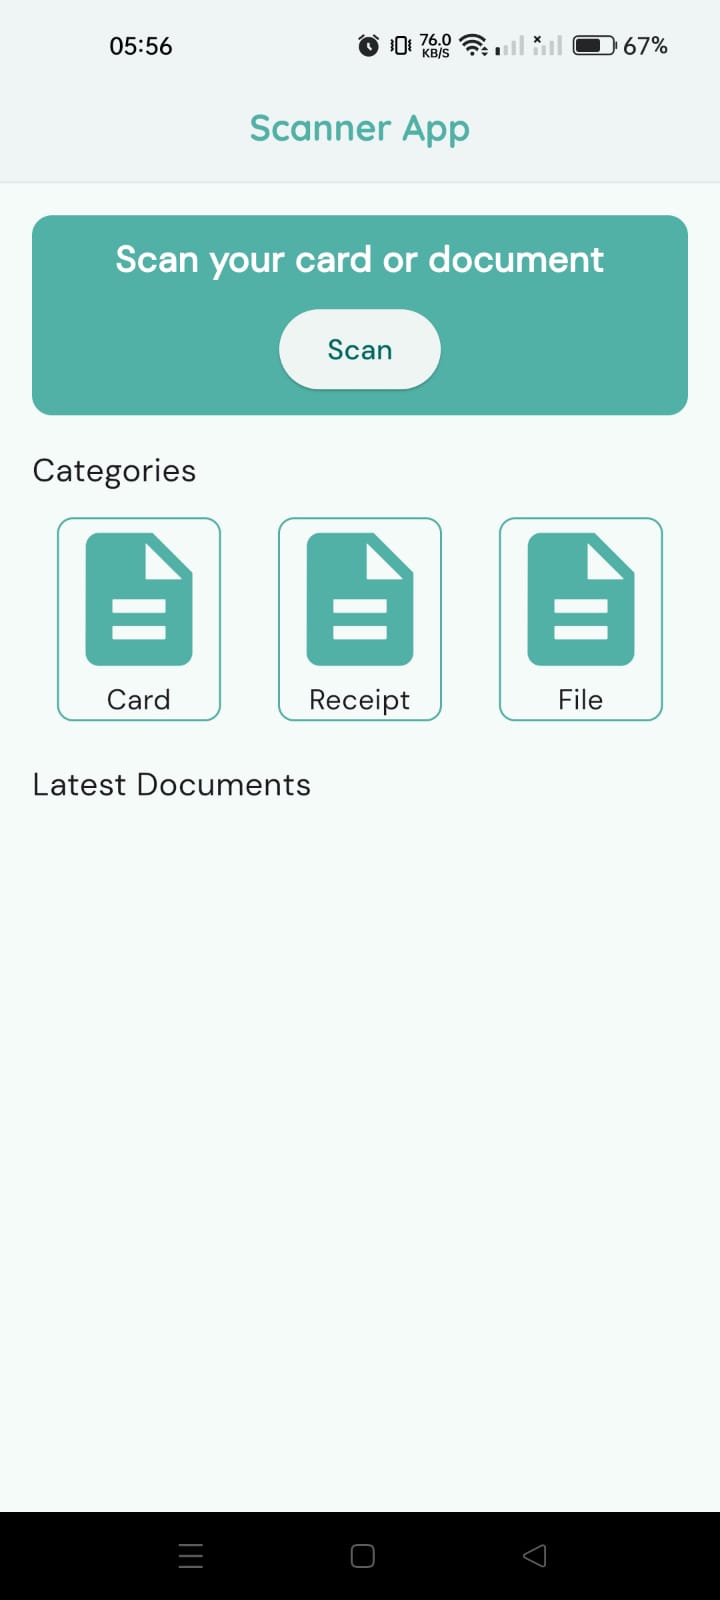 05:56
76.0
KB/S
67%
Scanner App
Scan your card or document
Scan
Categories
Card
Receipt
File
Latest Documents